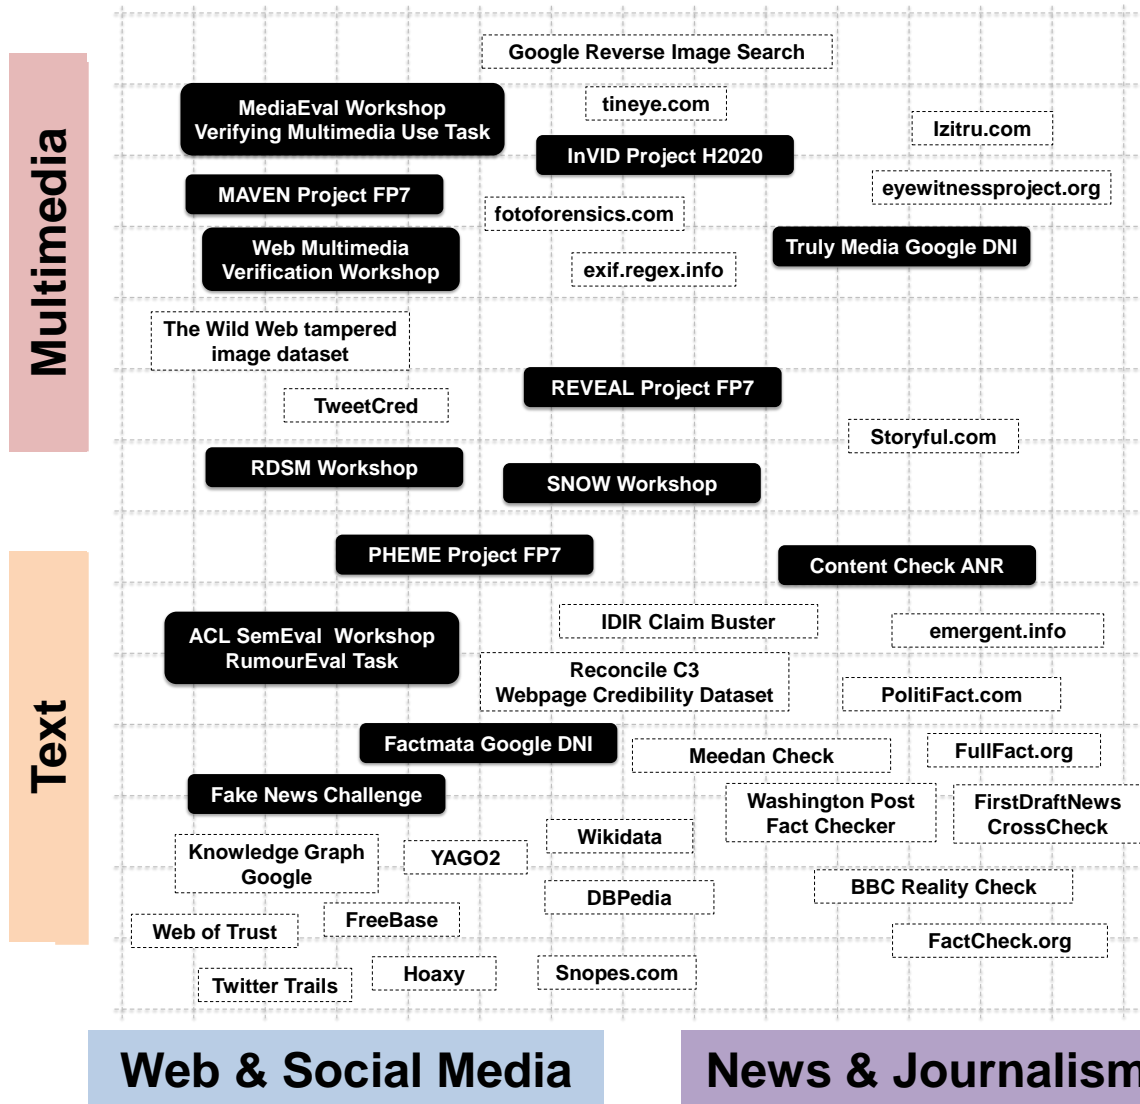 Google Reverse Image Search
MediaEval Workshop
Verifying Multimedia Use Task
tineye.com
Izitru.com
InVID Project H2020
MAVEN Project FP7
eyewitnessproject.org
fotoforensics.com
Web Multimedia
Verification Workshop
Truly Media Google DNI
exif.regex.info
The Wild Web tampered
image dataset
REVEAL Project FP7
TweetCred
Storyful.com
RDSM Workshop
SNOW Workshop
Multimedia
PHEME Project FP7
Content Check ANR
IDIR Claim Buster
emergent.info
ACL SemEval Workshop
RumourEval Task
Reconcile C3
Webpage Credibility Dataset
PolitiFact.com
Factmata Google DNI
Meedan Check
FullFact.org
Fake News Challenge
Washington Post
Fact Checker
FirstDraftNews
CrossCheck
Wikidata
Knowledge Graph
Google
YAGO2
DBPedia
BBC Reality Check
FreeBase
Web of Trust
FactCheck.org
Hoaxy
Snopes.com
Twitter Trails
Text
Web & Social Media
News & Journalism